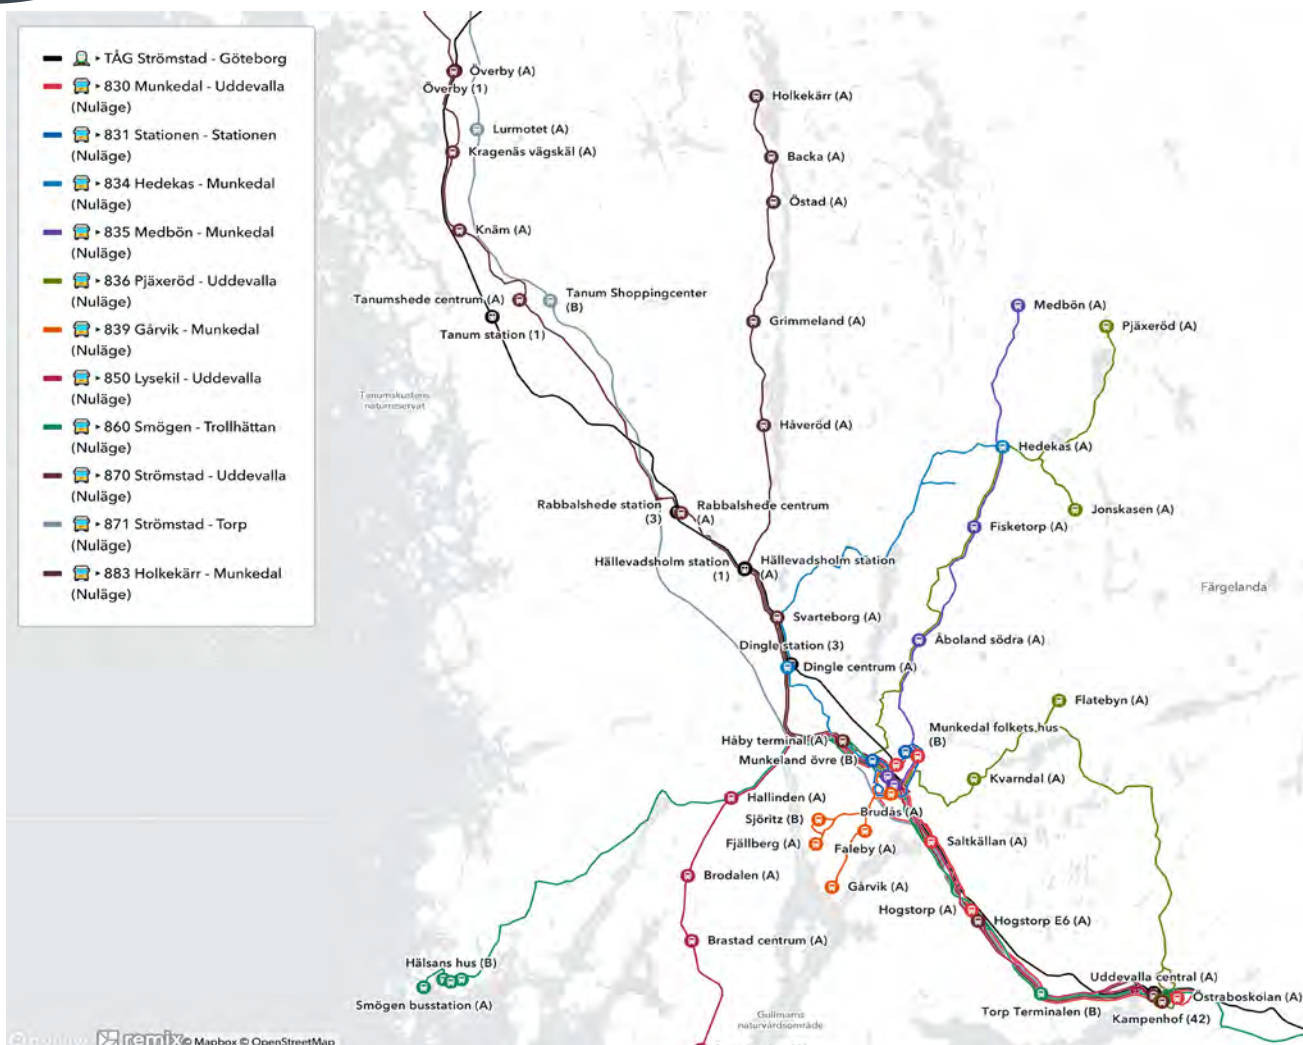 ▸ TÅG Strömstad - Göteborg
▸ 830 Munkedal - Uddevalla
(Nuläge)
▸ 831 Stationen - Stationen
(Nuläge)
▸ 834 Hedekas - Munkedal
(Nuläge)
▸ 835 Medbön - Munkedal
(Nuläge)
▸ 836 Pjäxeröd - Uddevalla
(Nuläge)
▸ 839 Gårvik - Munkedal
(Nuläge)
▸ 850 Lysekil - Uddevalla
(Nuläge)
▸ 860 Smögen - Trollhättan
(Nuläge)
▸ 870 Strömstad - Uddevalla
(Nuläge)
▸ 871 Strömstad - Torp
(Nuläge)
▸ 883 Holkekärr - Munkedal
(Nuläge)
Överby (A)
Överby (1)
Lurmotet (A)
Kragenäs vägskäl (A)
Knäm (A)
Tanumshede centrum (A)
Tanum Shoppingcenter
(B)
Tanum station (1)
Tanumskustens
naturreservat
Holkekärr (A)
Backa (A)
Östad (A)
Grimmeland (A)
Håveröd (A)
Medbön (A)
Pjäxeröd (A)
Hedekas (A)
Jonskasen (A)
Fisketorp (A)
Rabbalshede station
(3)
Rabbalshede centrum
(A)
Hällevadsholm station
(1)
Hällevadsholm station
(A)
Färgelanda
Svarteborg (A)
Dingle station (3)
Dingle centrum (A)
Åboland södra (A)
Flatebyn (A)
Munkedal folkets hus
(B)
Håby terminal (A)
Munkeland övre (B)
Kvarndal (A)
Hallinden (A)
Brudås (A)
Sjöritz (B)
Fjällberg (A)
Faleby (A)
Saltkällan (A)
Gårvik (A)
Brodalen (A)
Hogstorp (A)
Hogstorp E6 (A)
Brastad centrum (A)
Hälsans hus (B)
Smögen busstation (A)
Uddevalla central (A)
Östraboskolan (A)
Torp Terminalen (B)
Kampenhof (42)
Gullmarns
naturvårdsområde
remix © Mapbox © OpenStreetMap